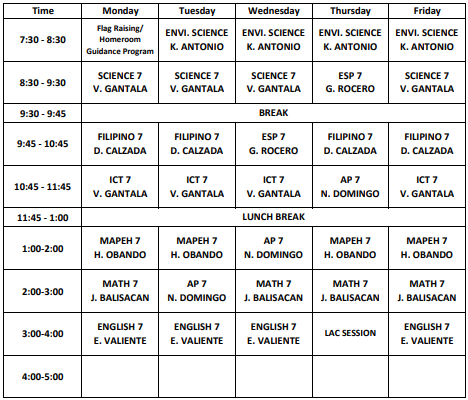 Time Monday Tuesday Wednesday Thursday Friday
7:30 - 8:30
Flag Raising/
Homeroom
Guidance Program
ENVI. SCIENCE
K. ANTONIO
ENVI. SCIENCE
K. ANTONIO
ENVI. SCIENCE
K. ANTONIO
ENVI. SCIENCE
K. ANTONIO
8:30 - 9:30
SCIENCE 7
V. GANTALA
SCIENCE 7
V. GANTALA
SCIENCE 7
V. GANTALA
ESP 7
G. ROCERO
SCIENCE 7
V. GANTALA
9:30 - 9:45 BREAK
9:45 - 10:45
FILIPINO 7
D. CALZADA
FILIPINO 7
D. CALZADA
ESP 7
G. ROCERO
FILIPINO 7
D. CALZADA
FILIPINO 7
D. CALZADA
10:45 - 11:45
ICT 7
V. GANTALA
ICT 7
V. GANTALA
ICT 7
V. GANTALA
AP 7
N. DOMINGO
ICT 7
V. GANTALA
11:45 - 1:00 LUNCH BREAK
1:00-2:00
MAPEH 7
H. OBANDO
MAPEH 7
H. OBANDO
AP 7
N. DOMINGO
MAPEH 7
H. OBANDO
MAPEH 7
H. OBANDO
2:00-3:00
MATH 7
J. BALISACAN
AP 7
N. DOMINGO
MATH 7
J. BALISACAN
MATH 7
J. BALISACAN
MATH 7
J. BALISACAN
3:00-4:00
ENGLISH 7
E. VALIENTE
ENGLISH 7
E. VALIENTE
ENGLISH 7
E. VALIENTE
LAC SESSION
ENGLISH 7
E. VALIENTE
4:00-5:00